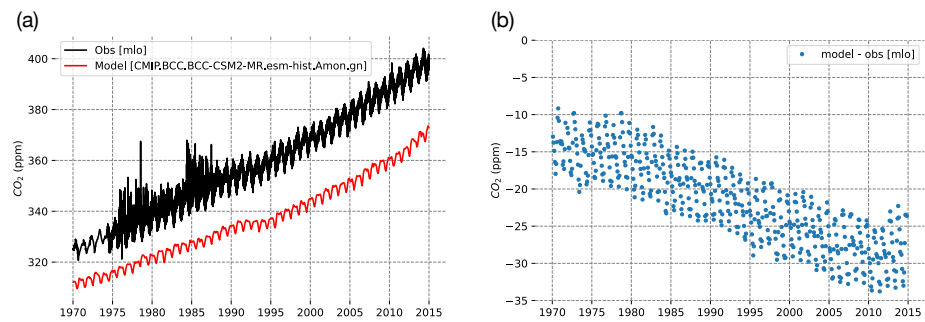 (a)
Obs [mlo]
Model [CMIP.BCC.BCC-CSM2-MR.esm-hist.Amon.gn]
CO₂ (ppm)
400
380
360
340
320
1970 1975 1980 1985 1990 1995 2000 2005 2010 2015
(b)
model - obs [mlo]
CO₂ (ppm)
0
−5
−10
−15
−20
−25
−30
−35
1970 1975 1980 1985 1990 1995 2000 2005 2010 2015